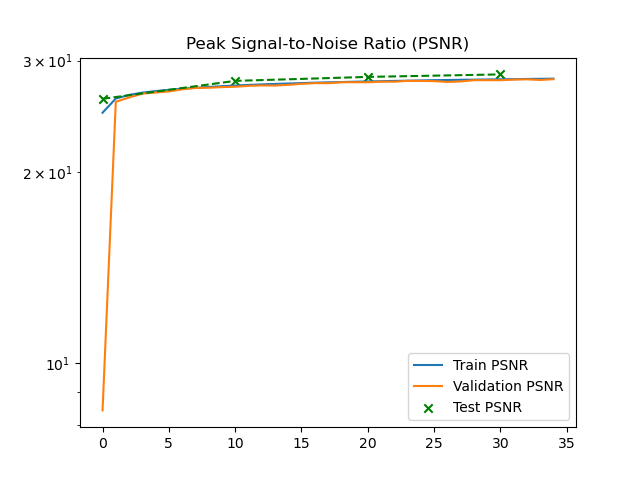 Peak Signal-to-Noise Ratio (PSNR)
3 × 10¹
2 × 10¹
10¹
0 5 10 15 20 25 30 35
Train PSNR
Validation PSNR
Test PSNR